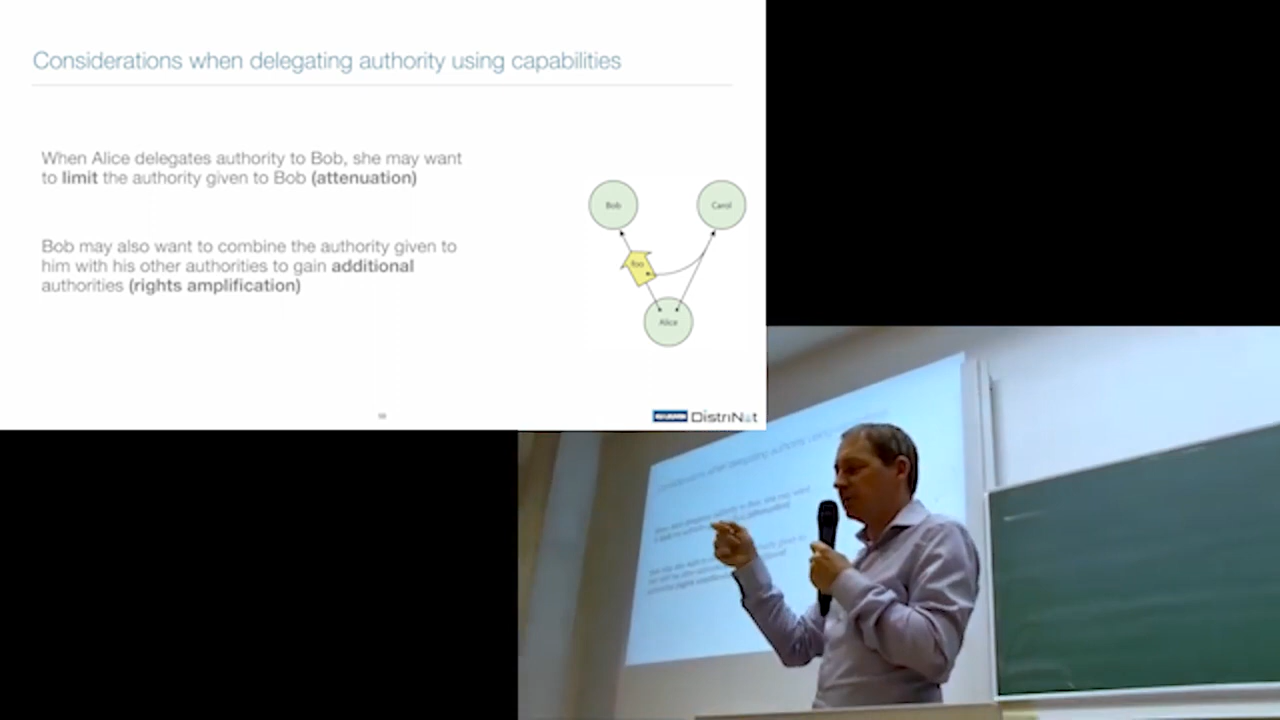 Considerations when delegating authority using capabilities
When Alice delegates authority to Bob, she may want
to limit the authority given to Bob (attenuation)
Bob may also want to combine the authority given to
him with his other authorities to gain additional
authorities (rights amplification)
Bob
Carol
foo
Alice
DistriNet